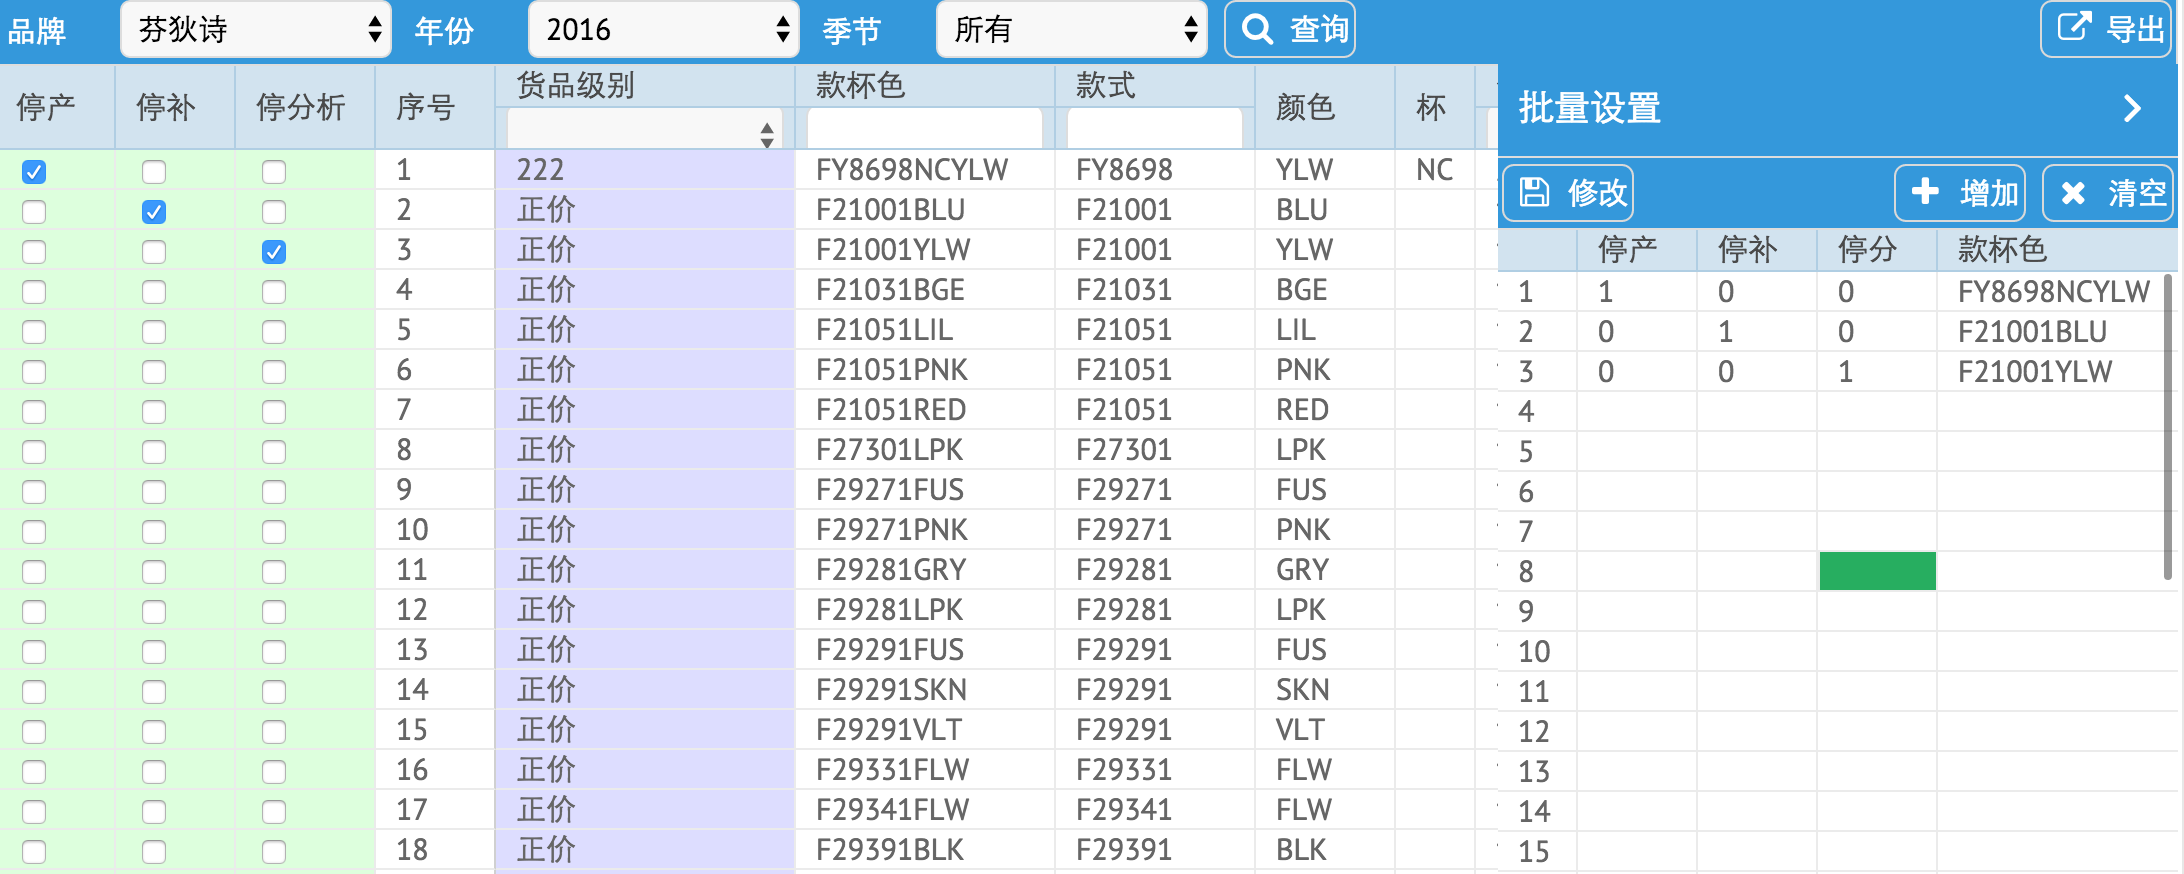 品牌 芬狄诗 年份 2016 季节 所有 查询 导出
停产 停补 停分析 序号 货品级别 款杯色 款式 颜色 杯
1 222 FY8698NCYLW FY8698 YLW NC
2 正价 F21001BLU F21001 BLU
3 正价 F21001YLW F21001 YLW
4 正价 F21031BGE F21031 BGE
5 正价 F21051LIL F21051 LIL
6 正价 F21051PNK F21051 PNK
7 正价 F21051RED F21051 RED
8 正价 F27301LPK F27301 LPK
9 正价 F29271FUS F29271 FUS
10 正价 F29271PNK F29271 PNK
11 正价 F29281GRY F29281 GRY
12 正价 F29281LPK F29281 LPK
13 正价 F29291FUS F29291 FUS
14 正价 F29291SKN F29291 SKN
15 正价 F29291VLT F29291 VLT
16 正价 F29331FLW F29331 FLW
17 正价 F29341FLW F29341 FLW
18 正价 F29391BLK F29391 BLK
批量设置
修改 增加 清空
停产 停补 停分 款杯色
1 1 0 0 FY8698NCYLW
2 0 1 0 F21001BLU
3 0 0 1 F21001YLW
4
5
6
7
8
9
10
11
12
13
14
15